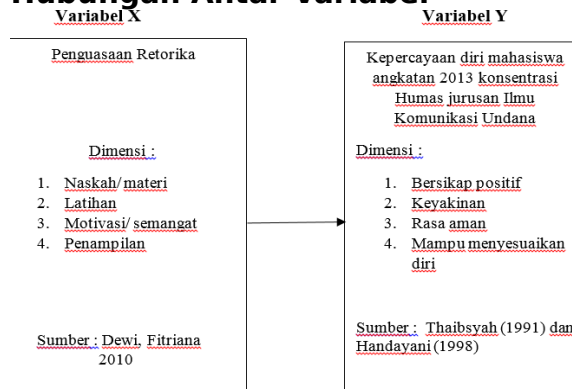 Hubungan Antar Variabel
Variabel X
Penguasaan Retorika
Dimensi :
1. Naskah/ materi
2. Latihan
3. Motivasi/ semangat
4. Penampilan
Sumber : Dewi, Fitriana
2010
Variabel Y
Kepercayaan diri mahasiswa
angkatan 2013 konsentrasi
Humas jurusan Ilmu
Komunikasi Undana
Dimensi :
1. Bersikap positif
2. Keyakinan
3. Rasa aman
4. Mampu menyesuaikan
diri
Sumber : Thaibsyah (1991) dan
Handayani (1998)